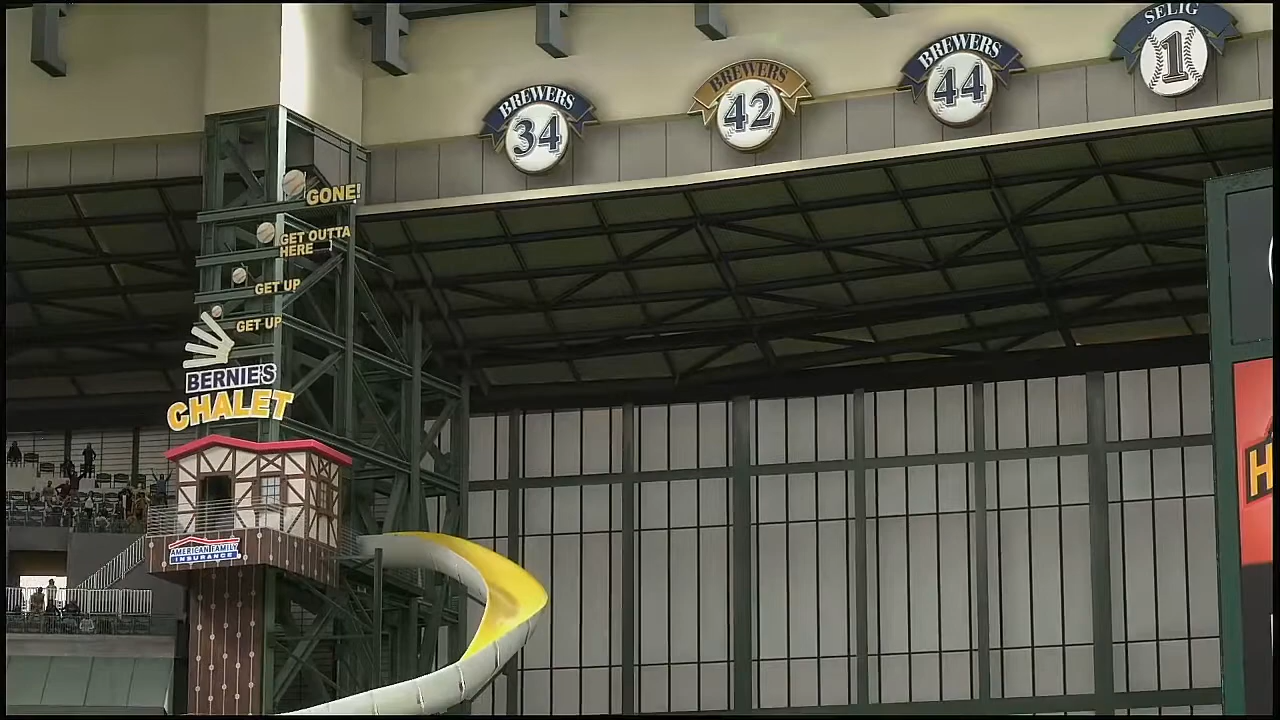 BREWERS
34
BREWERS
42
BREWERS
44
SELIG
1
GONE!
GET OUTTA
HERE
GET UP
GET UP
BERNIE'S
CHALET
AMERICAN FAMILY
INSURANCE
H